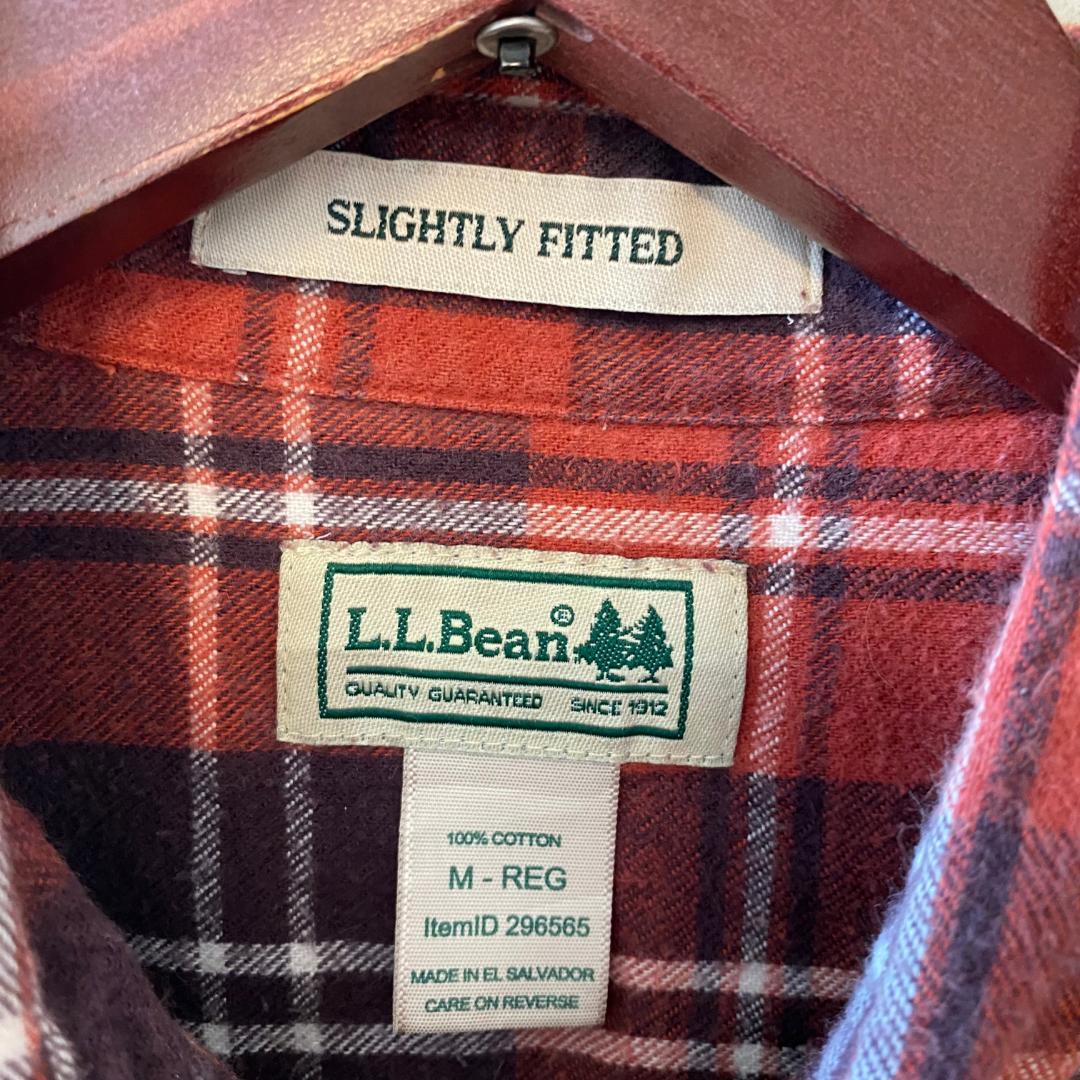 SLIGHTLY FITTED
L.L.Bean®
QUALITY GUARANTEED SINCE 1912
100% COTTON
M - REG
ItemID 296565
MADE IN EL SALVADOR
CARE ON REVERSE